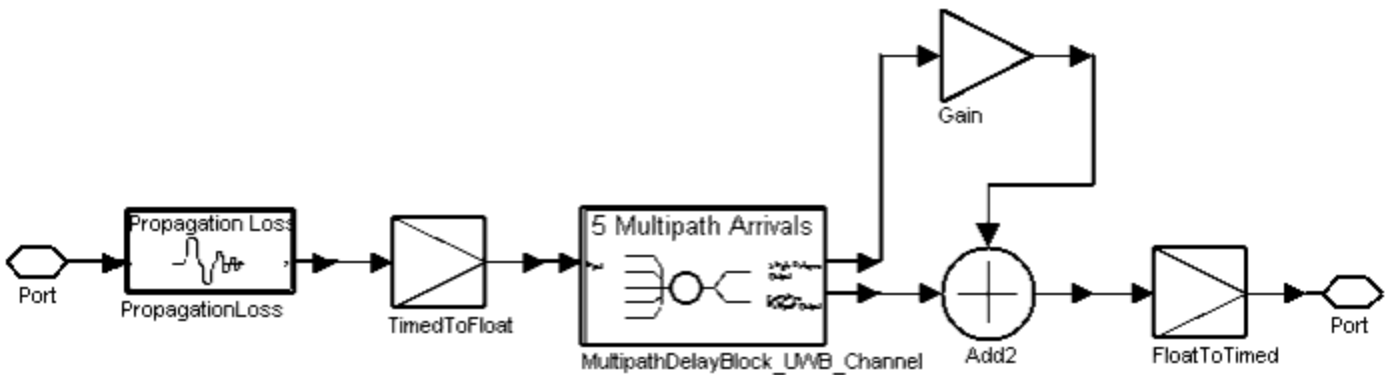 Gain
Propagation Loss
5 Multipath Arrivals
Port
PropagationLoss
TimedToFloat
MultipathDelayBlock_UWB_Channel
Add2
FloatToTimed
Port